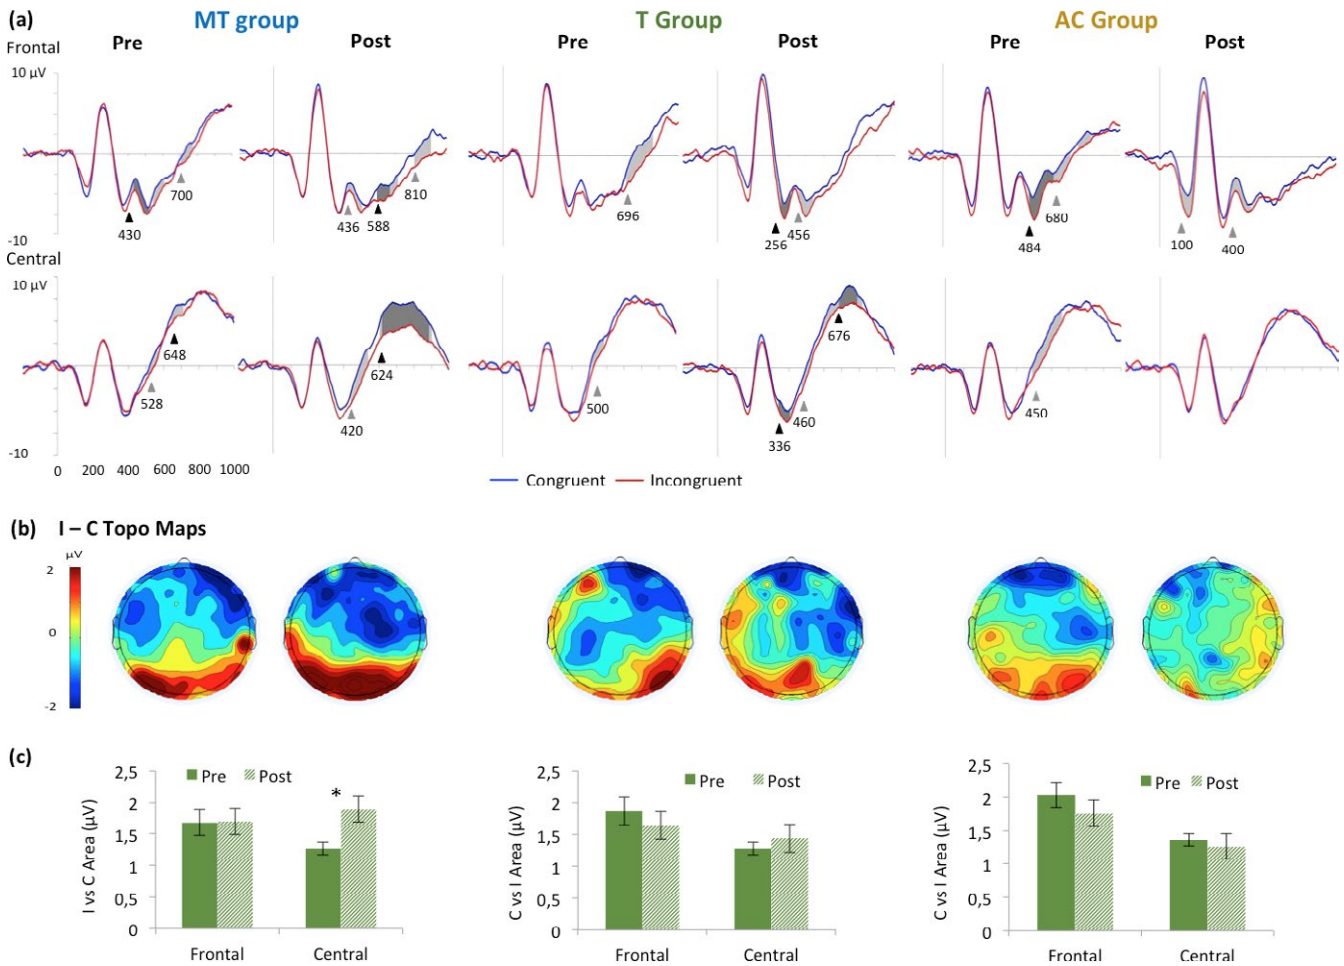 (a)
MT group
T Group
AC Group
Pre
Post
Pre
Post
Pre
Post
Frontal
10 µV
-10
430
700
436
588
810
696
256
456
484
680
100
400
Central
10 µV
-10
528
648
420
624
500
336
460
676
450
0 200 400 600 800 1000
Congruent
Incongruent
(b) I – C Topo Maps
µV
2
0
-2
(c)
I vs C Area (µV)
2,5
2
1,5
1
0,5
0
Pre
Post
*
Frontal
Central
C vs I Area (µV)
2,5
2
1,5
1
0,5
0
Pre
Post
Frontal
Central
C vs I Area (µV)
2,5
2
1,5
1
0,5
0
Pre
Post
Frontal
Central